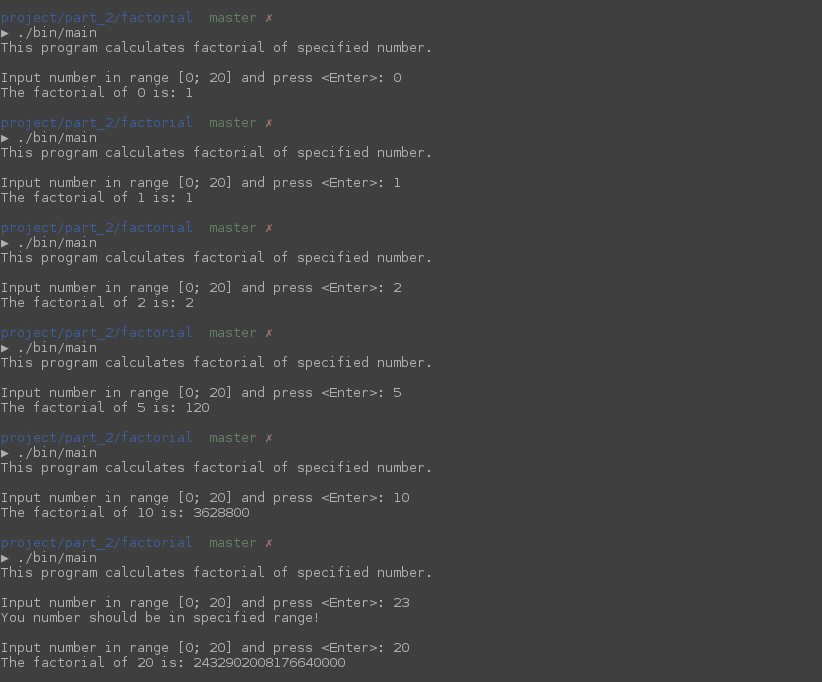 project/part_2/factorial master ✗
▶ ./bin/main
This program calculates factorial of specified number.
Input number in range [0; 20] and press <Enter>: 0
The factorial of 0 is: 1
project/part_2/factorial master ✗
▶ ./bin/main
This program calculates factorial of specified number.
Input number in range [0; 20] and press <Enter>: 1
The factorial of 1 is: 1
project/part_2/factorial master ✗
▶ ./bin/main
This program calculates factorial of specified number.
Input number in range [0; 20] and press <Enter>: 2
The factorial of 2 is: 2
project/part_2/factorial master ✗
▶ ./bin/main
This program calculates factorial of specified number.
Input number in range [0; 20] and press <Enter>: 5
The factorial of 5 is: 120
project/part_2/factorial master ✗
▶ ./bin/main
This program calculates factorial of specified number.
Input number in range [0; 20] and press <Enter>: 10
The factorial of 10 is: 3628800
project/part_2/factorial master ✗
▶ ./bin/main
This program calculates factorial of specified number.
Input number in range [0; 20] and press <Enter>: 23
You number should be in specified range!
Input number in range [0; 20] and press <Enter>: 20
The factorial of 20 is: 2432902008176640000